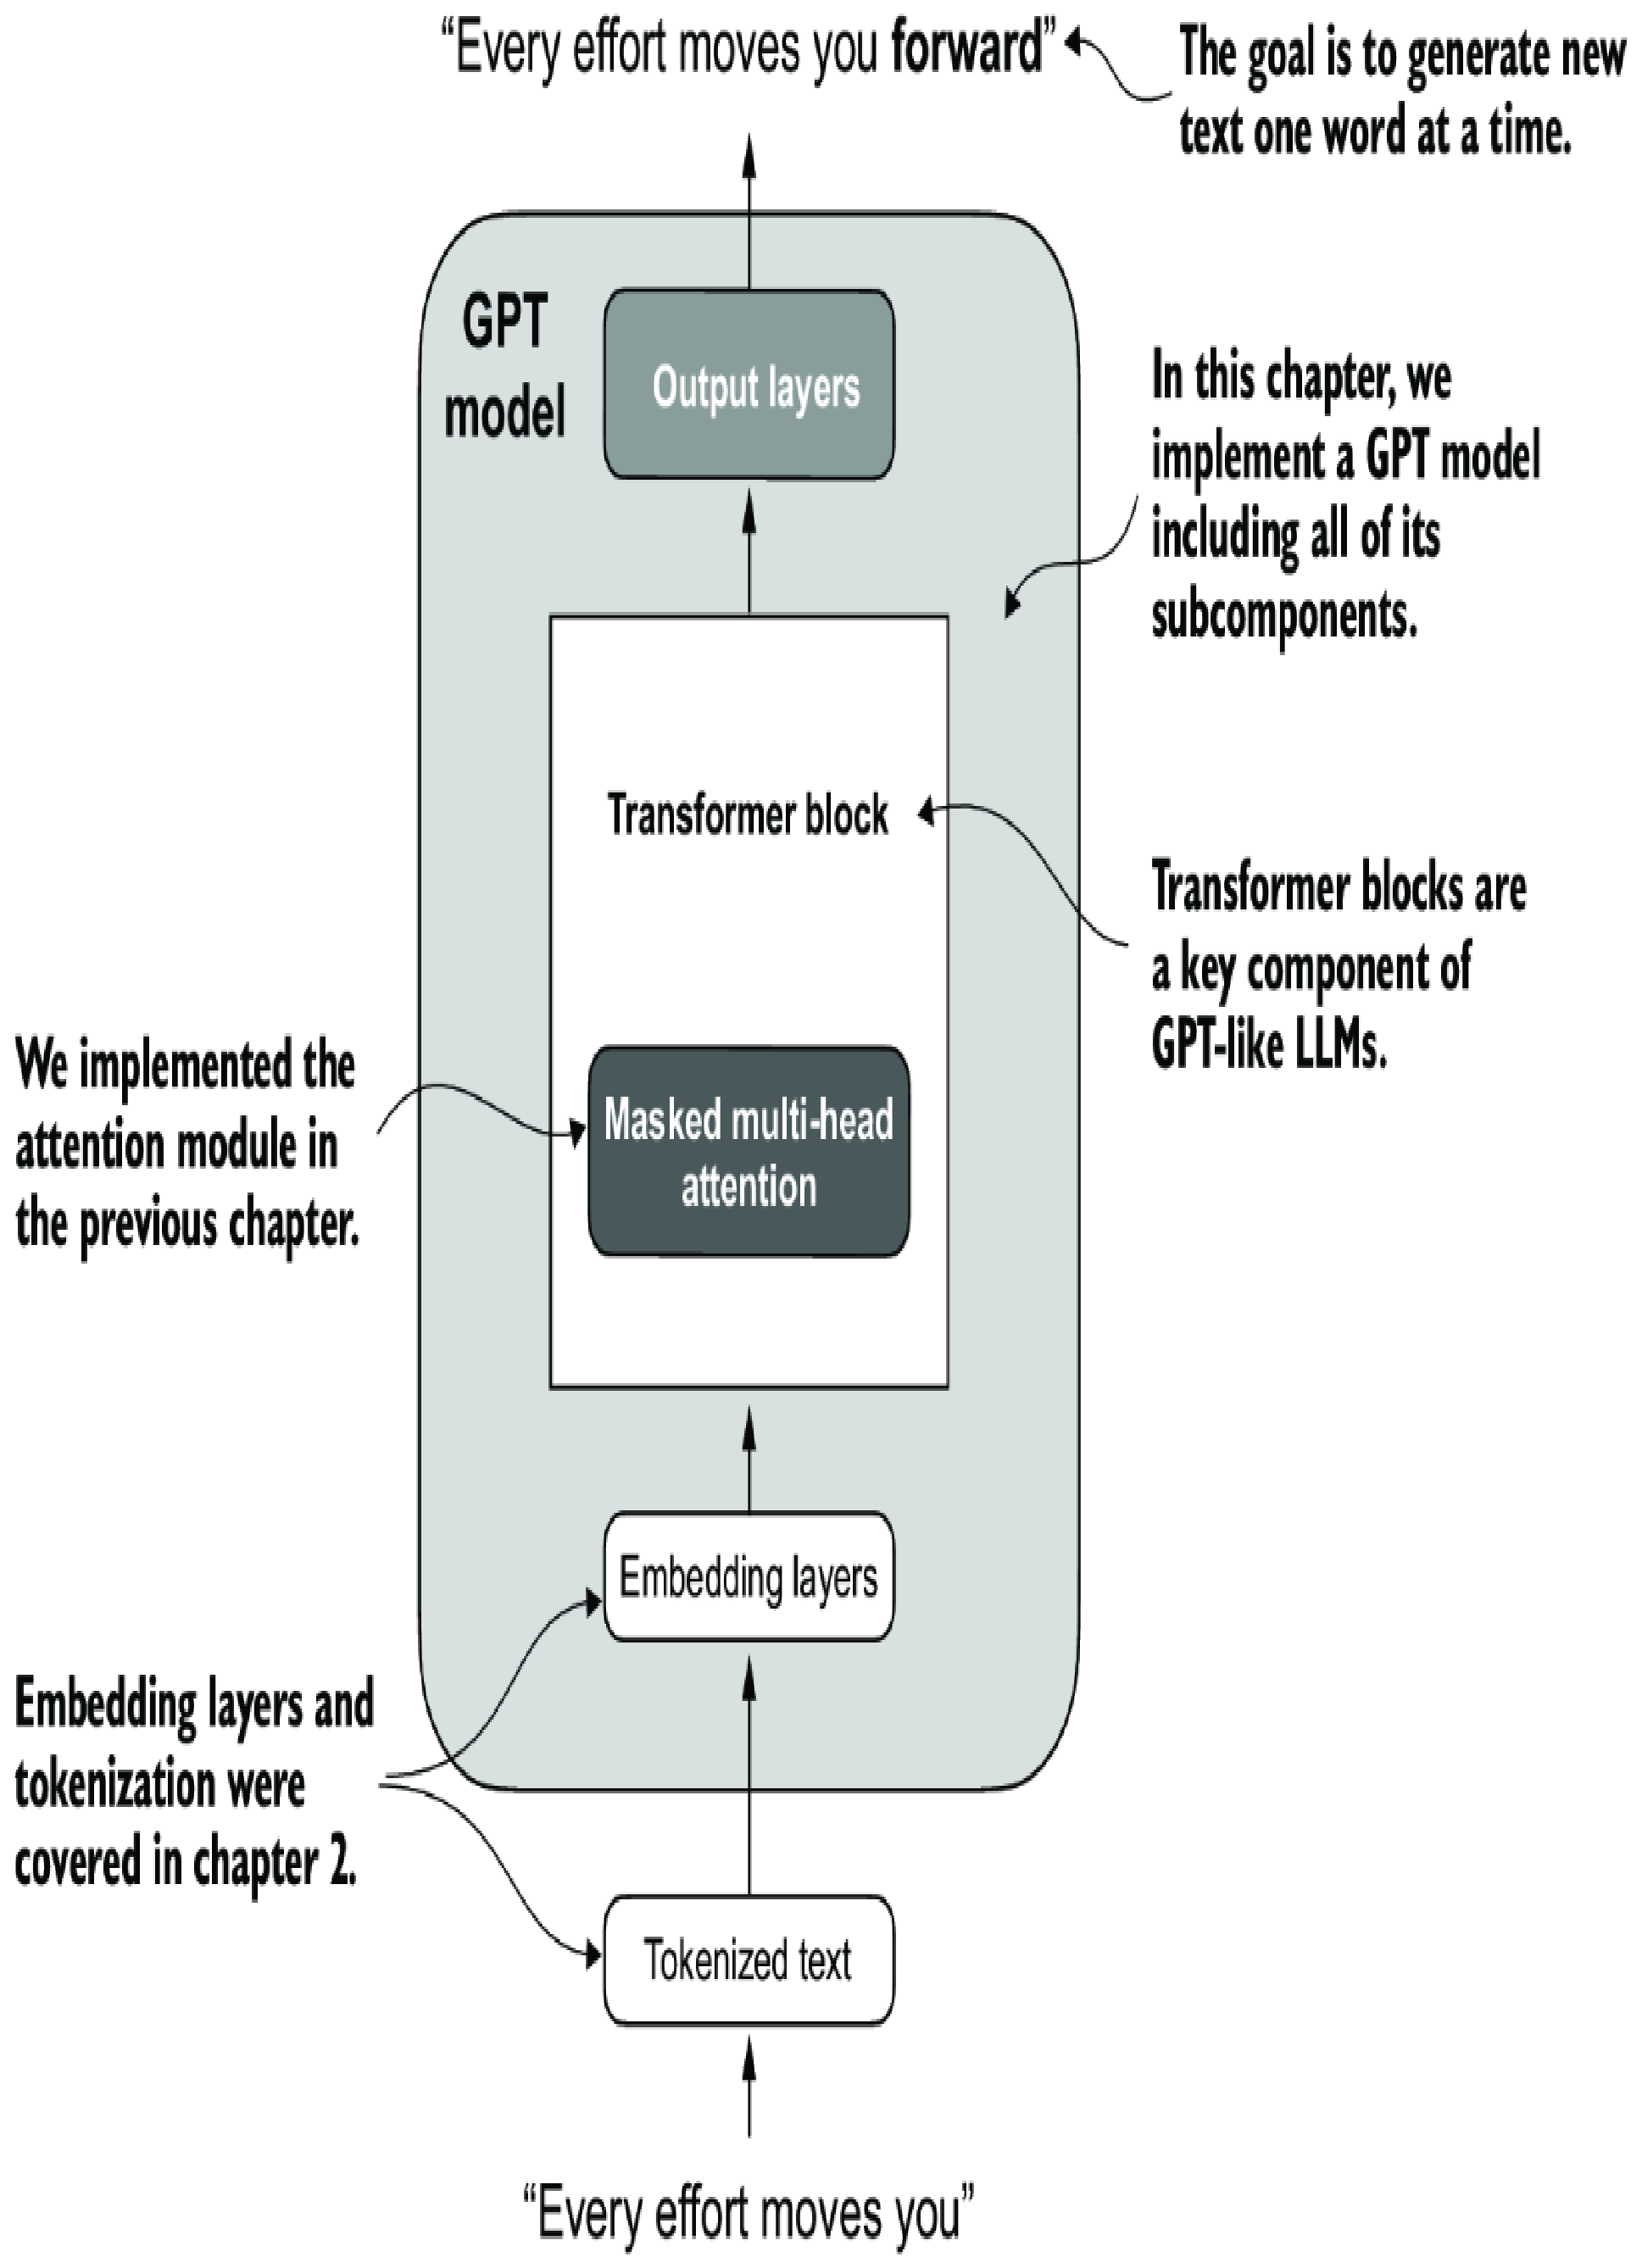 “Every effort moves you forward”
The goal is to generate new
text one word at a time.
GPT
model
Output layers
In this chapter, we
implement a GPT model
including all of its
subcomponents.
Transformer block
Transformer blocks are
a key component of
GPT-like LLMs.
We implemented the
attention module in
the previous chapter.
Masked multi-head
attention
Embedding layers
Embedding layers and
tokenization were
covered in chapter 2.
Tokenized text
“Every effort moves you”